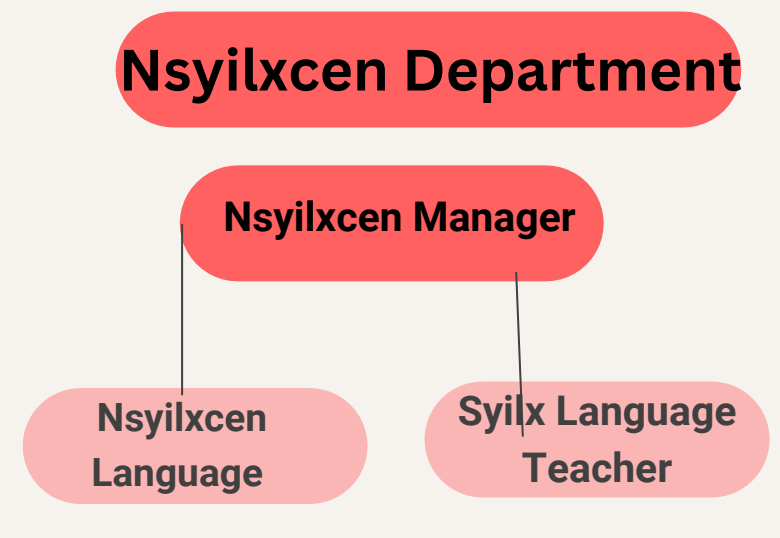 Nsyilxcen Department
Nsyilxcen Manager
Nsyilxcen
Language
Syilx Language
Teacher